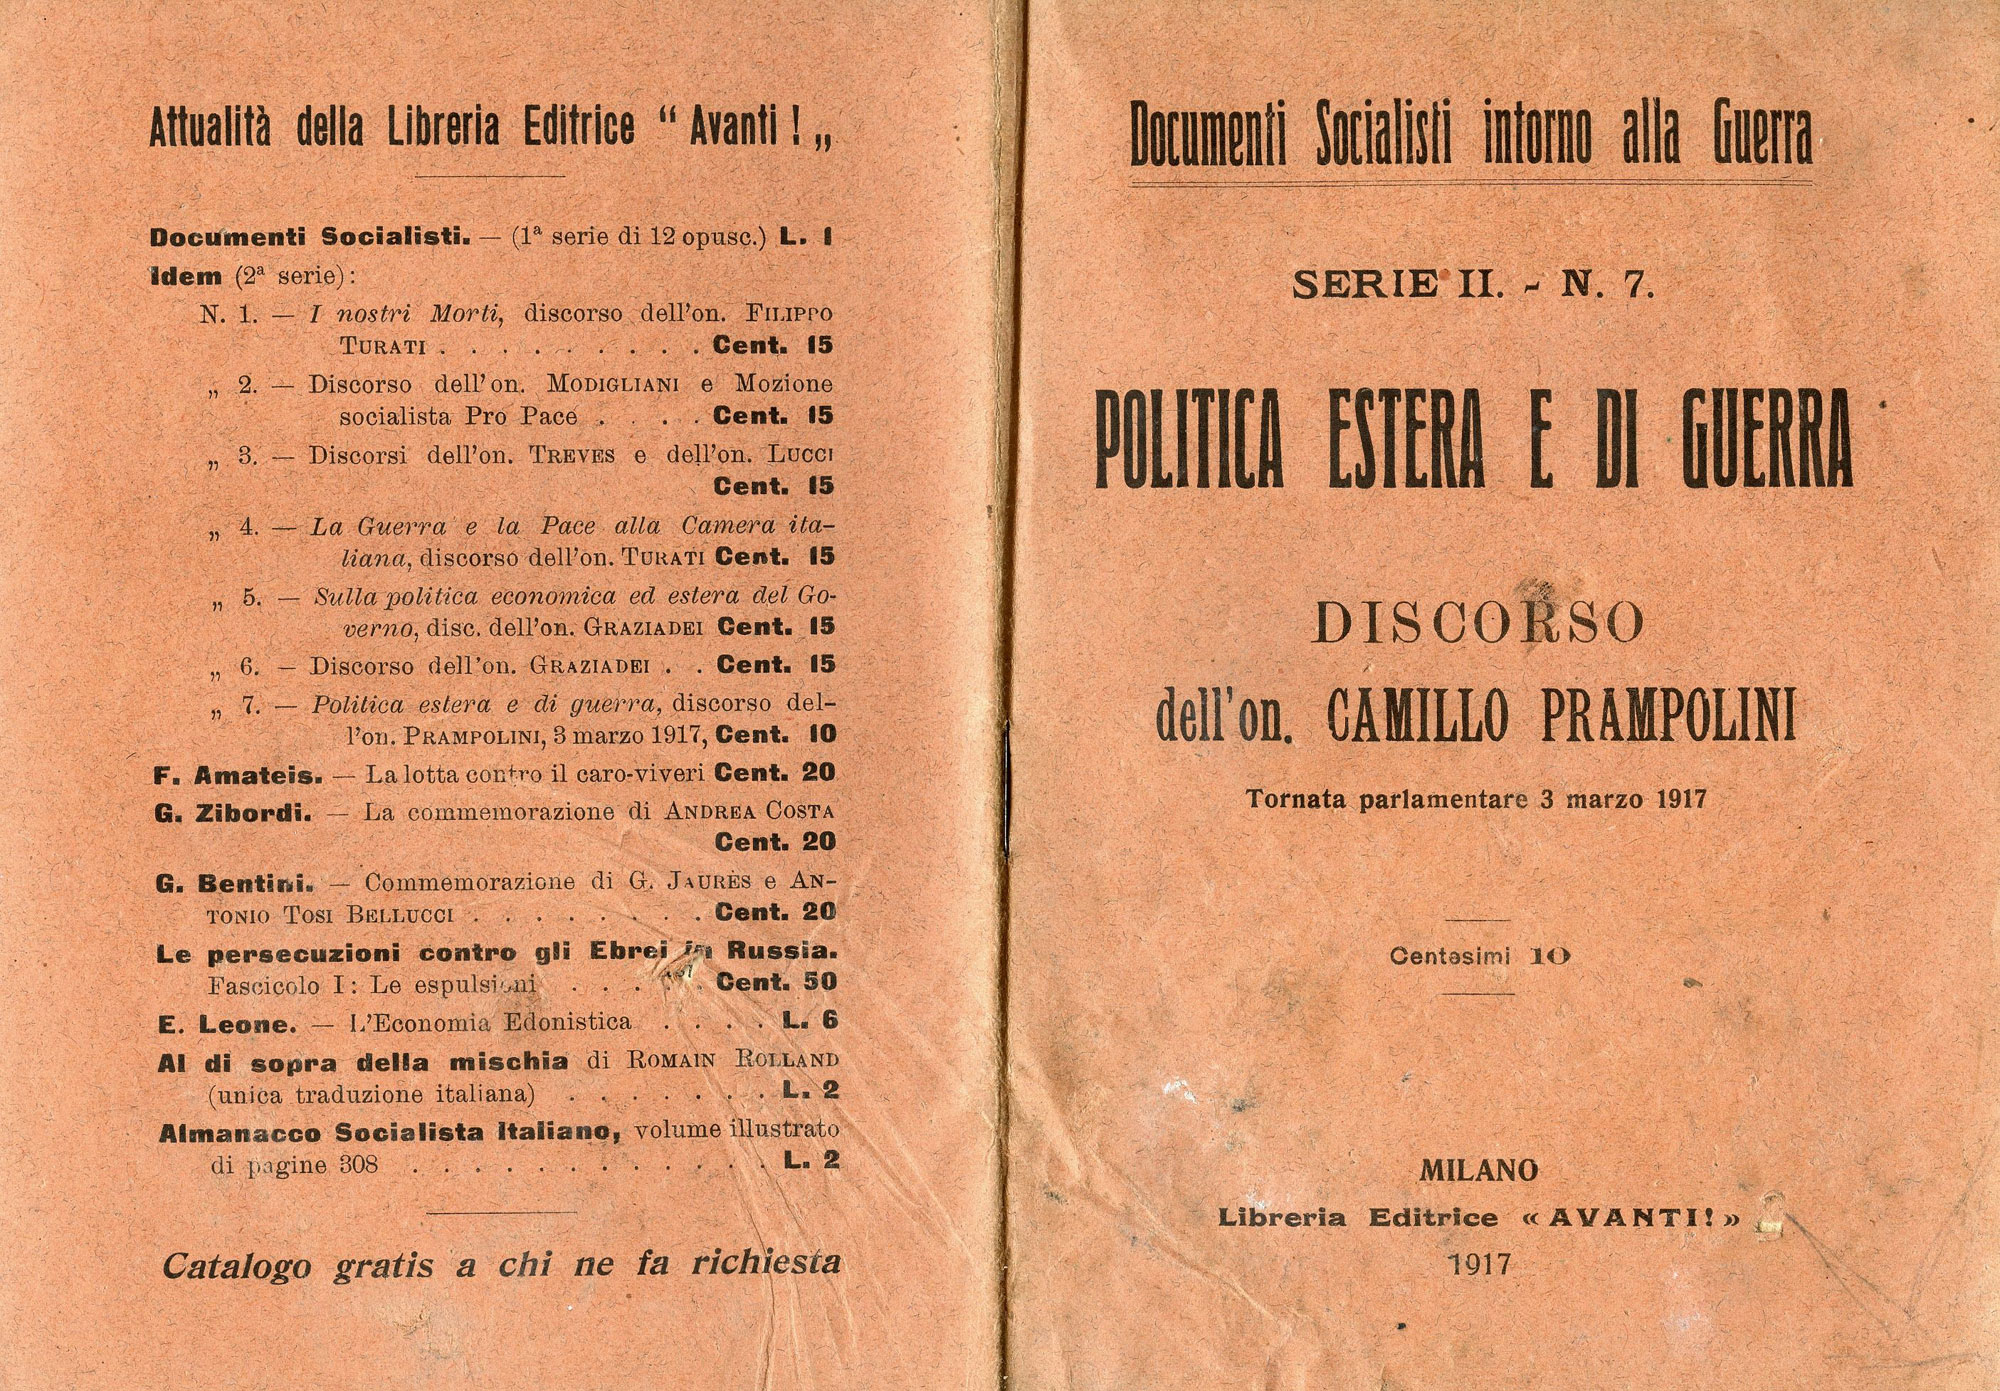 Attualità della Libreria Editrice “ Avanti ! „
Documenti Socialisti. — (1ª serie di 12 opusc.) L. 1
Idem (2ª serie):
N. 1. — I nostri Morti, discorso dell'on. FILIPPO
TURATI . . . . . . . . . Cent. 15
„ 2. — Discorso dell'on. MODIGLIANI e Mozione
socialista Pro Pace . . . . Cent. 15
„ 3. — Discorsi dell'on. TREVES e dell'on. LUCCI
Cent. 15
„ 4. — La Guerra e la Pace alla Camera ita-
liana, discorso dell'on. TURATI Cent. 15
„ 5. — Sulla politica economica ed estera del Go-
verno, disc. dell'on. GRAZIADEI Cent. 15
„ 6. — Discorso dell'on. GRAZIADEI . . Cent. 15
„ 7. — Politica estera e di guerra, discorso del-
l'on. PRAMPOLINI, 3 marzo 1917, Cent. 10
F. Amateis. — La lotta contro il caro-viveri Cent. 20
G. Zibordi. — La commemorazione di ANDREA COSTA
Cent. 20
G. Bentini. — Commemorazione di G. JAURÈS e AN-
TONIO TOSI BELLUCCI . . . . . . . . Cent. 20
Le persecuzioni contro gli Ebrei in Russia.
Fascicolo I: Le espulsioni . . . . . Cent. 50
E. Leone. — L'Economia Edonistica . . . . L. 6
Al di sopra della mischia di ROMAIN ROLLAND
(unica traduzione italiana) . . . . . . . L. 2
Almanacco Socialista Italiano, volume illustrato
di pagine 308 . . . . . . . . . . . . L. 2
Catalogo gratis a chi ne fa richiesta
Documenti Socialisti intorno alla Guerra
SERIE II. - N. 7.
POLITICA ESTERA E DI GUERRA
DISCORSO
dell'on. CAMILLO PRAMPOLINI
Tornata parlamentare 3 marzo 1917
Centesimi 10
MILANO
Libreria Editrice « AVANTI! »
1917